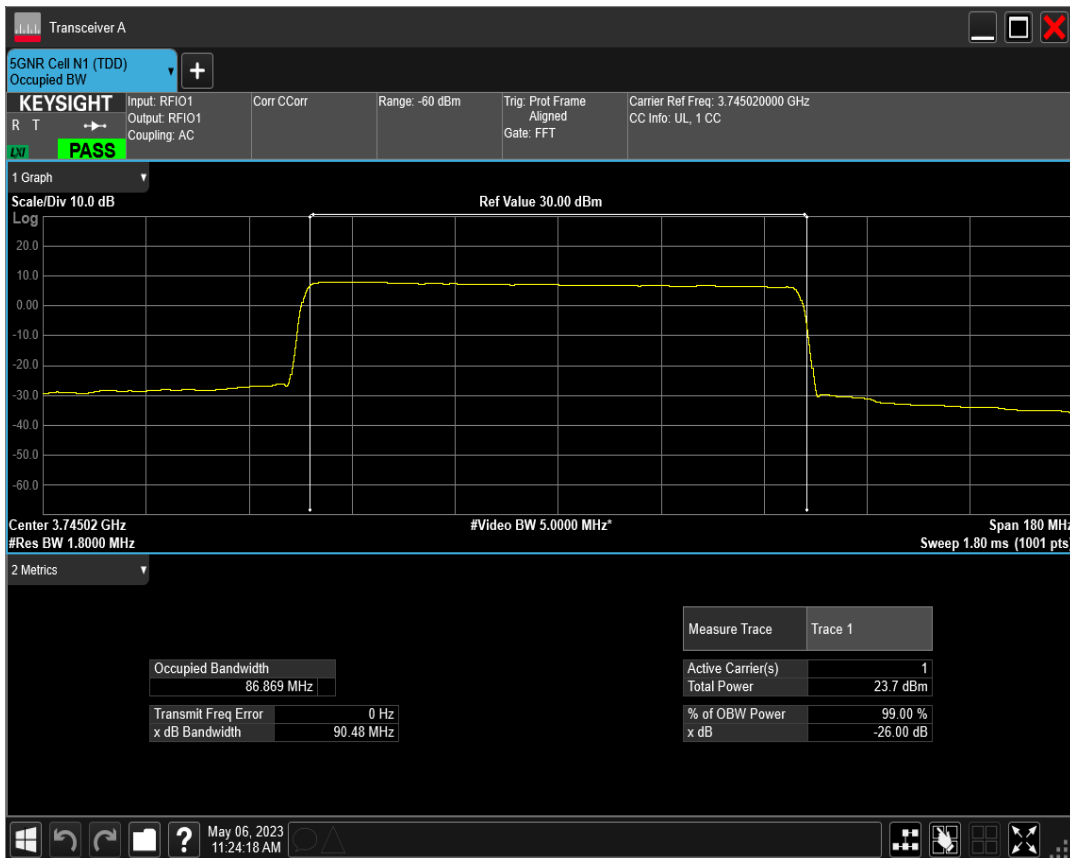 Transceiver A
5GNR Cell N1 (TDD)
Occupied BW
KEYSIGHT
R T
LXI
PASS
Input: RFIO1
Output: RFIO1
Coupling: AC
Corr CCorr
Range: -60 dBm
Trig: Prot Frame
Aligned
Gate: FFT
Carrier Ref Freq: 3.745020000 GHz
CC Info: UL, 1 CC
1 Graph
Scale/Div 10.0 dB
Ref Value 30.00 dBm
Log
20.0
10.0
0.00
-10.0
-20.0
-30.0
-40.0
-50.0
-60.0
Center 3.74502 GHz
#Video BW 5.0000 MHz*
Span 180 MHz
#Res BW 1.8000 MHz
Sweep 1.80 ms (1001 pts)
2 Metrics
Measure Trace Trace 1
Occupied Bandwidth
86.869 MHz
Active Carrier(s) 1
Total Power 23.7 dBm
Transmit Freq Error 0 Hz
x dB Bandwidth 90.48 MHz
% of OBW Power 99.00 %
x dB -26.00 dB
?
May 06, 2023
11:24:18 AM